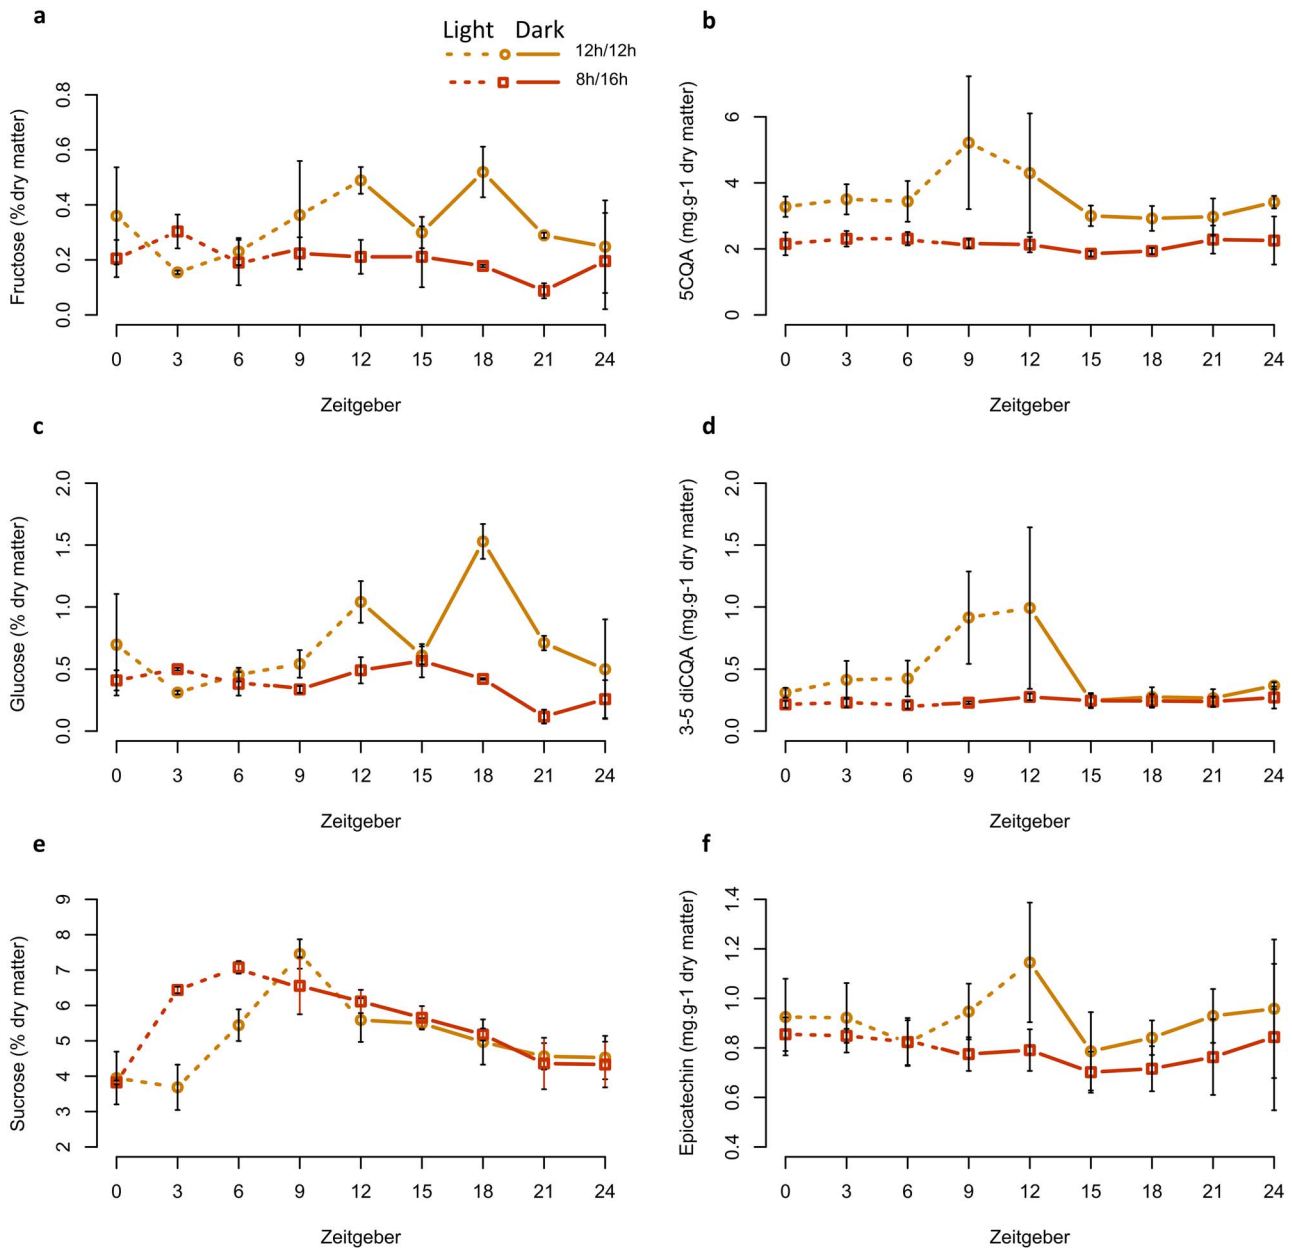 a
Light Dark
12h/12h
8h/16h
Fructose (%dry matter)
0.0 0.2 0.4 0.6 0.8
0 3 6 9 12 15 18 21 24
Zeitgeber
b
5CQA (mg.g-1 dry matter)
0 2 4 6
0 3 6 9 12 15 18 21 24
Zeitgeber
c
Glucose (% dry matter)
0.0 0.5 1.0 1.5 2.0
0 3 6 9 12 15 18 21 24
Zeitgeber
d
3-5 diCQA (mg.g-1 dry matter)
0.0 0.5 1.0 1.5 2.0
0 3 6 9 12 15 18 21 24
Zeitgeber
e
Sucrose (% dry matter)
2 3 4 5 6 7 8 9
0 3 6 9 12 15 18 21 24
Zeitgeber
f
Epicatechin (mg.g-1 dry matter)
0.4 0.6 0.8 1.0 1.2 1.4
0 3 6 9 12 15 18 21 24
Zeitgeber